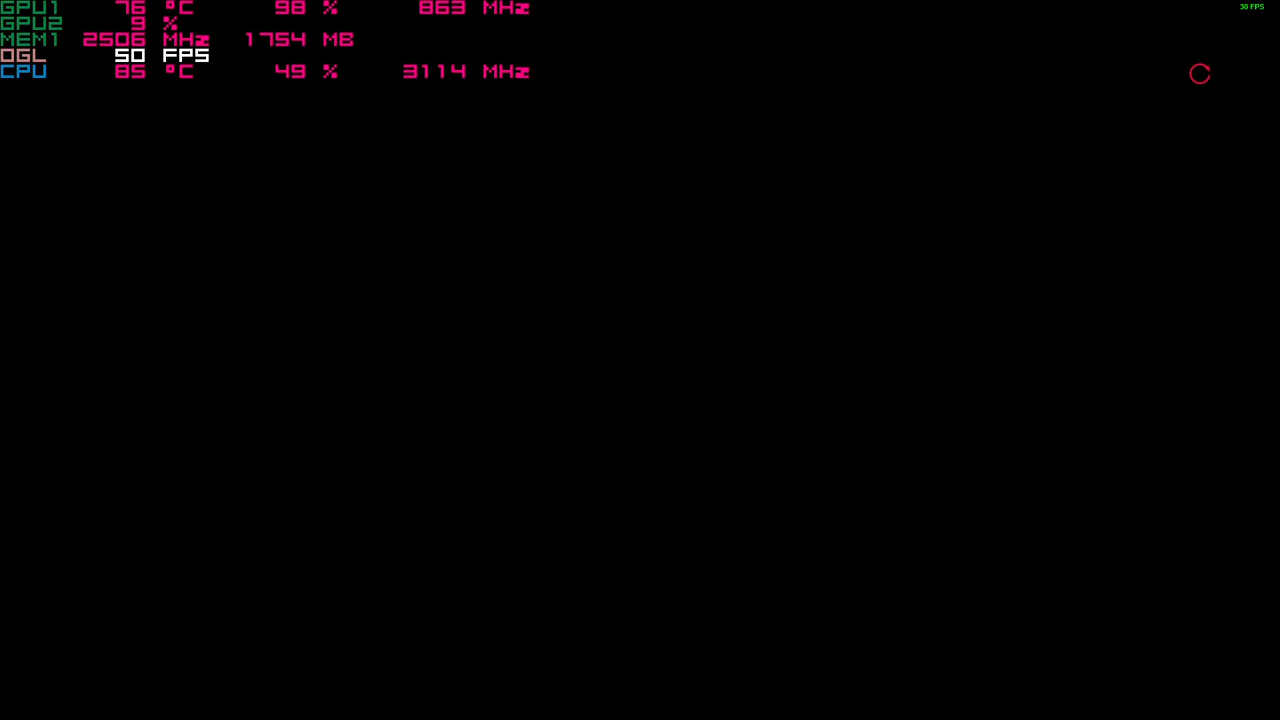 GPU1 76 °C 98 % 863 MHz
30 FPS
GPU2 9 %
MEM1 2506 MHz 1754 MB
OGL 50 FPS
CPU 85 °C 49 % 3114 MHz